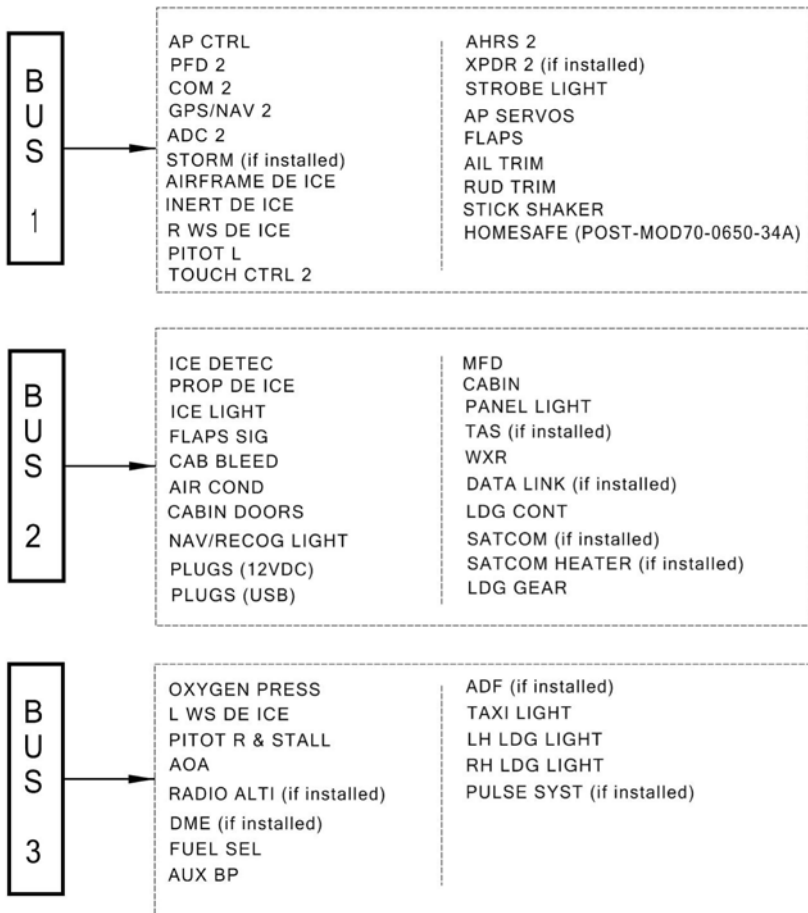 BUS 1
AP CTRL
PFD 2
COM 2
GPS/NAV 2
ADC 2
STORM (if installed)
AIRFRAME DE ICE
INERT DE ICE
R WS DE ICE
PITOT L
TOUCH CTRL 2
AHRS 2
XPDR 2 (if installed)
STROBE LIGHT
AP SERVOS
FLAPS
AIL TRIM
RUD TRIM
STICK SHAKER
HOMESAFE (POST-MOD70-0650-34A)
BUS 2
ICE DETEC
PROP DE ICE
ICE LIGHT
FLAPS SIG
CAB BLEED
AIR COND
CABIN DOORS
NAV/RECOG LIGHT
PLUGS (12VDC)
PLUGS (USB)
MFD
CABIN
PANEL LIGHT
TAS (if installed)
WXR
DATA LINK (if installed)
LDG CONT
SATCOM (if installed)
SATCOM HEATER (if installed)
LDG GEAR
BUS 3
OXYGEN PRESS
L WS DE ICE
PITOT R & STALL
AOA
RADIO ALTI (if installed)
DME (if installed)
FUEL SEL
AUX BP
ADF (if installed)
TAXI LIGHT
LH LDG LIGHT
RH LDG LIGHT
PULSE SYST (if installed)